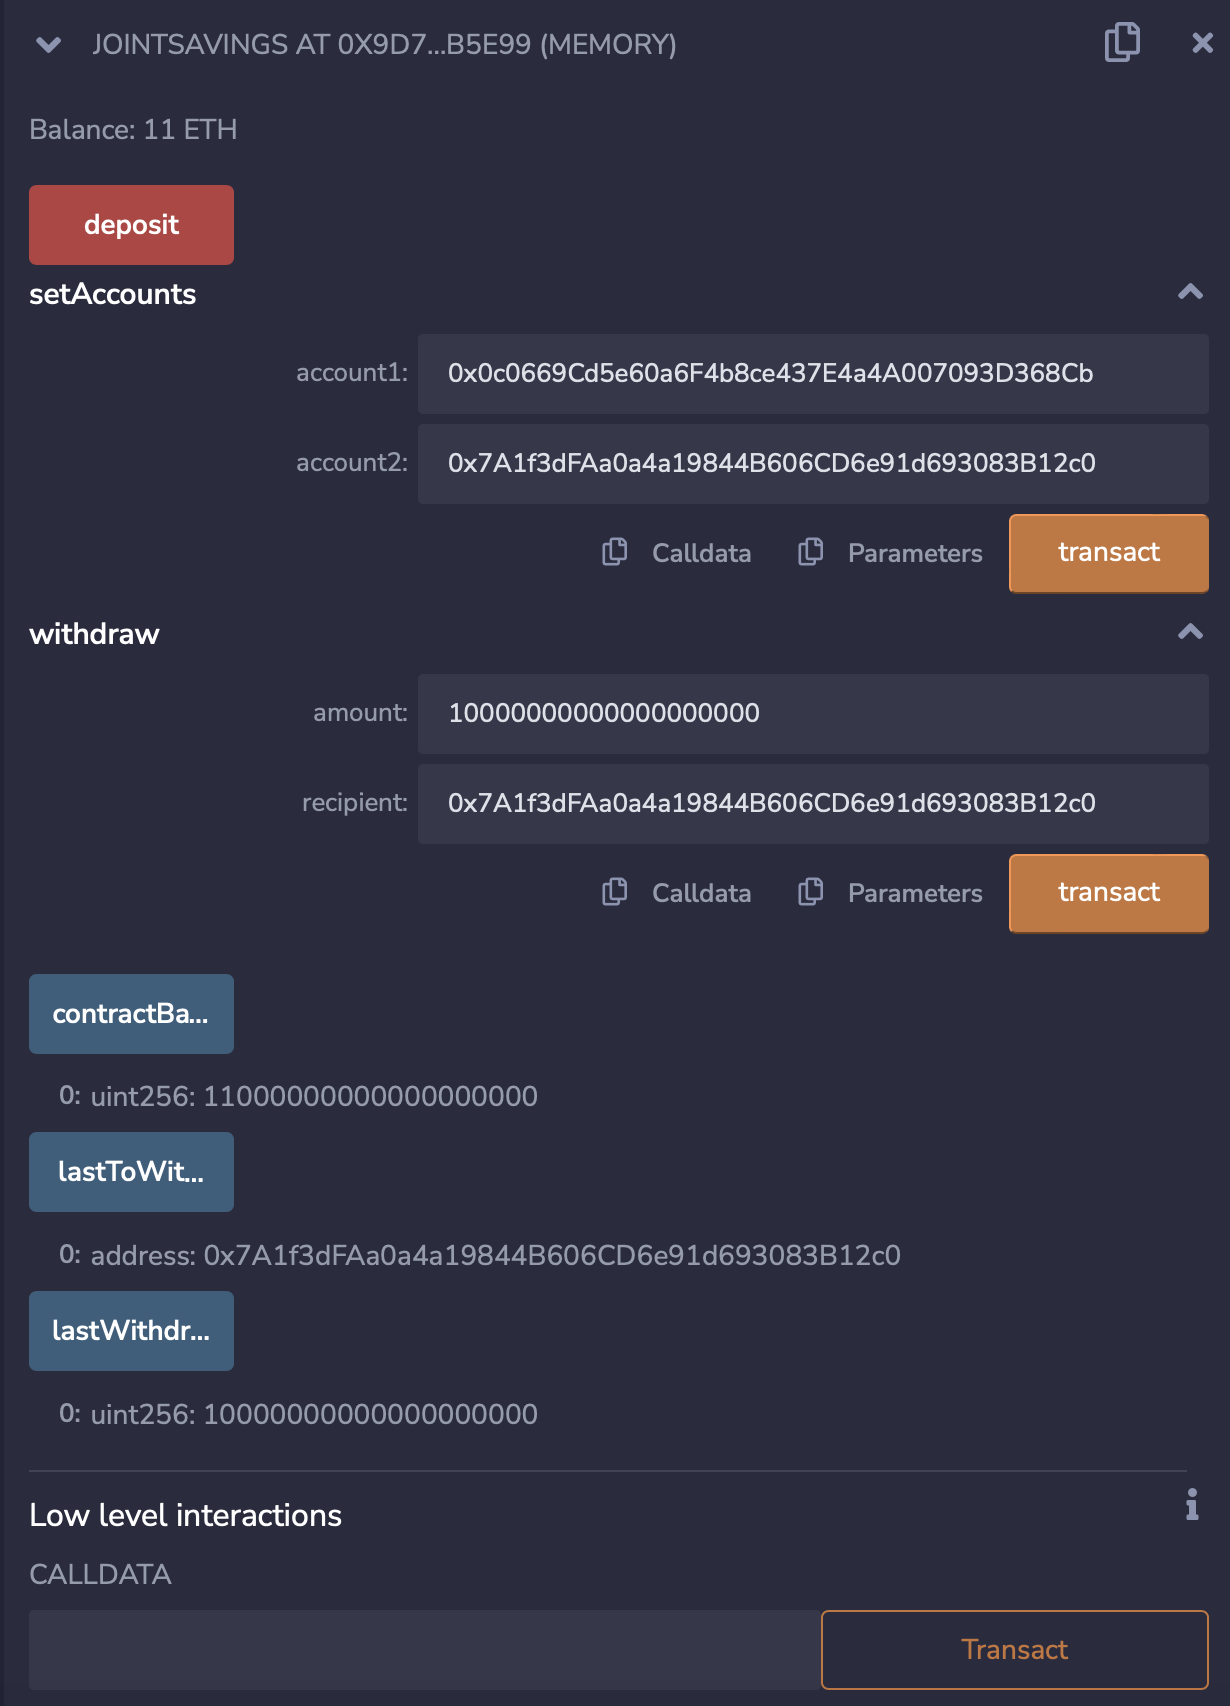 JOINTSAVINGS AT 0X9D7...B5E99 (MEMORY)
Balance: 11 ETH
deposit
setAccounts
account1: 0x0c0669Cd5e60a6F4b8ce437E4a4A007093D368Cb
account2: 0x7A1f3dFAa0a4a19844B606CD6e91d693083B12c0
Calldata Parameters transact
withdraw
amount: 10000000000000000000
recipient: 0x7A1f3dFAa0a4a19844B606CD6e91d693083B12c0
Calldata Parameters transact
contractBa...
0: uint256: 11000000000000000000
lastToWit...
0: address: 0x7A1f3dFAa0a4a19844B606CD6e91d693083B12c0
lastWithdr...
0: uint256: 10000000000000000000
Low level interactions
CALLDATA
Transact